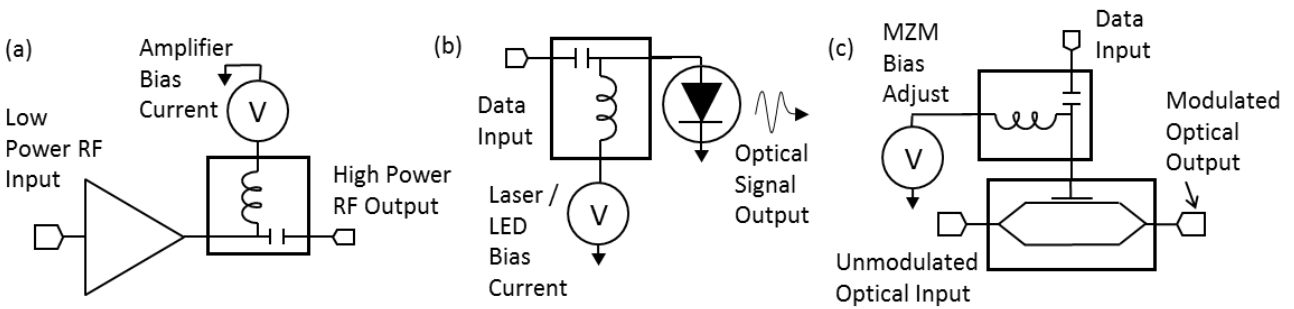 (a)
Amplifier
Bias
Current
V
Low
Power RF
Input
High Power
RF Output
(b)
Data
Input
Laser /
LED
Bias
Current
V
Optical
Signal
Output
(c)
MZM
Bias
Adjust
Data
Input
V
Modulated
Optical
Output
Unmodulated
Optical Input